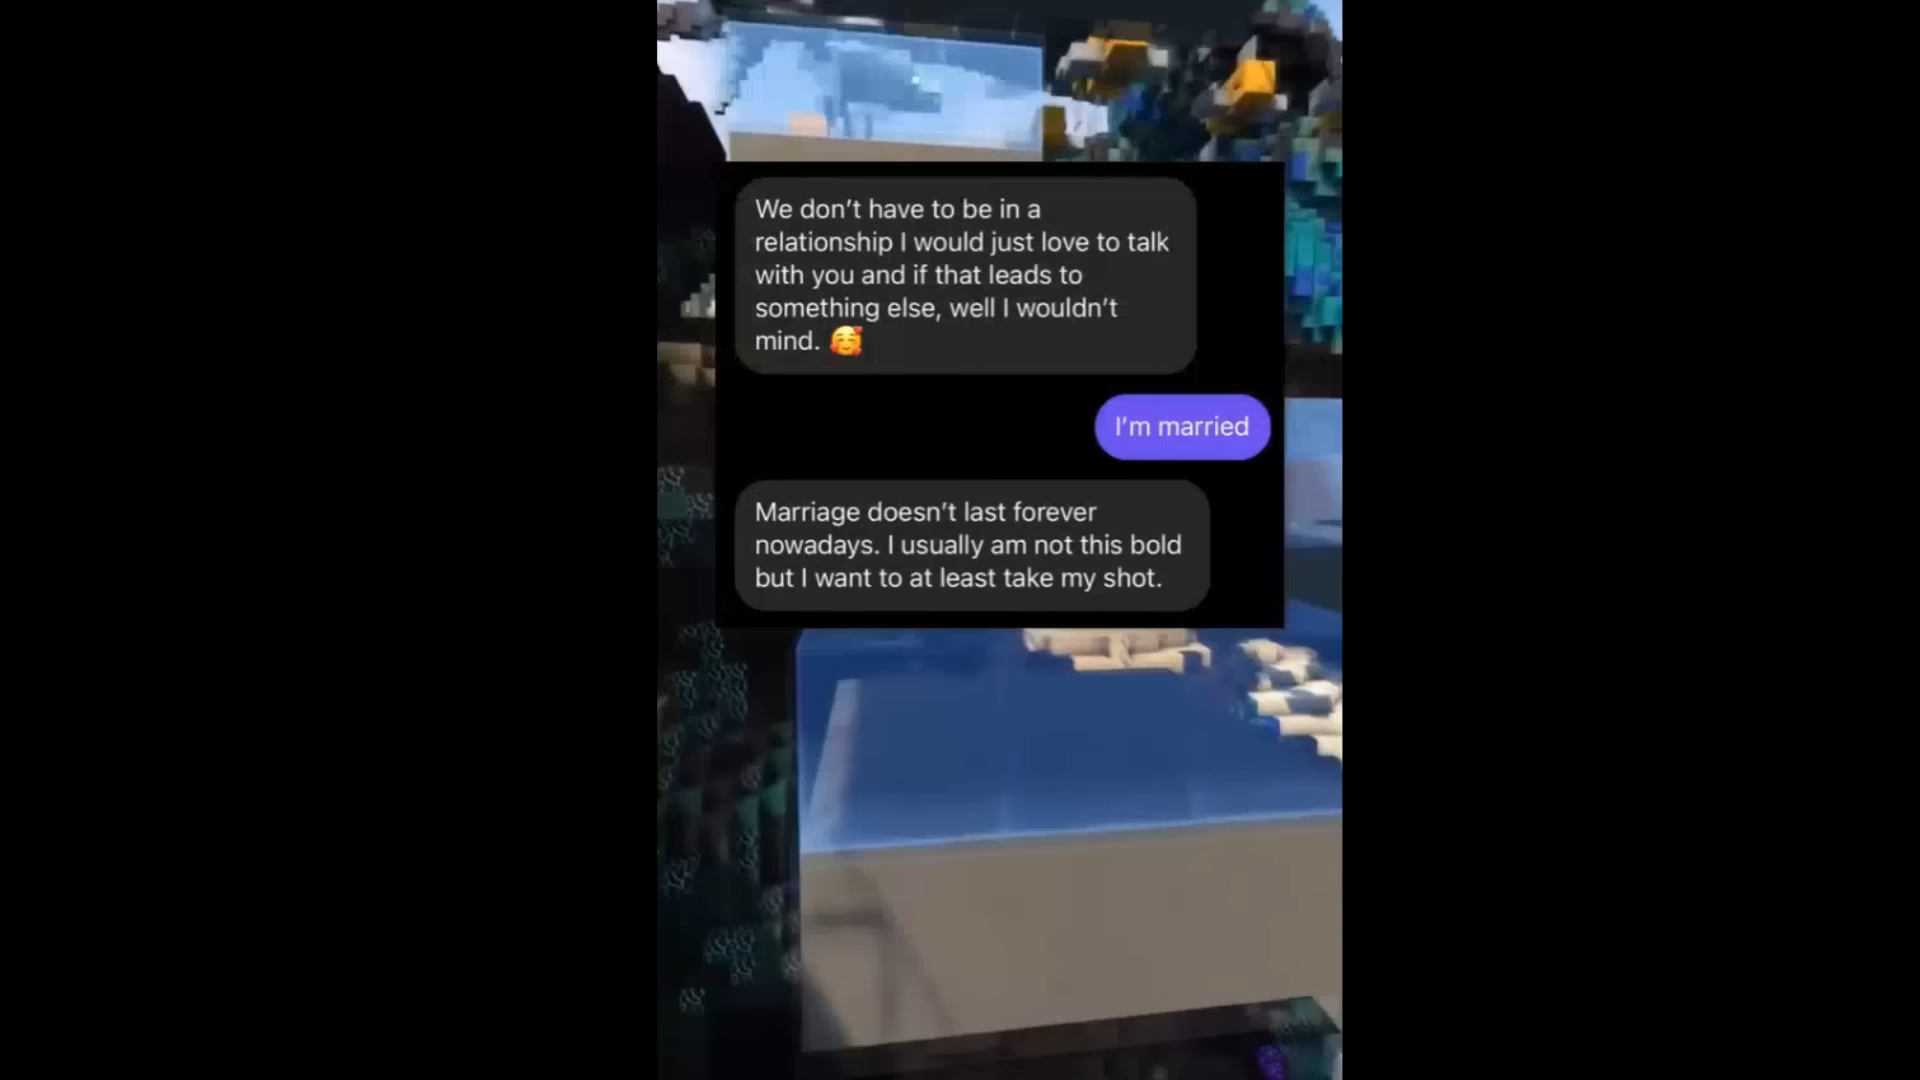 We don’t have to be in a
relationship I would just love to talk
with you and if that leads to
something else, well I wouldn’t
mind. 🥰
I’m married
Marriage doesn’t last forever
nowadays. I usually am not this bold
but I want to at least take my shot.